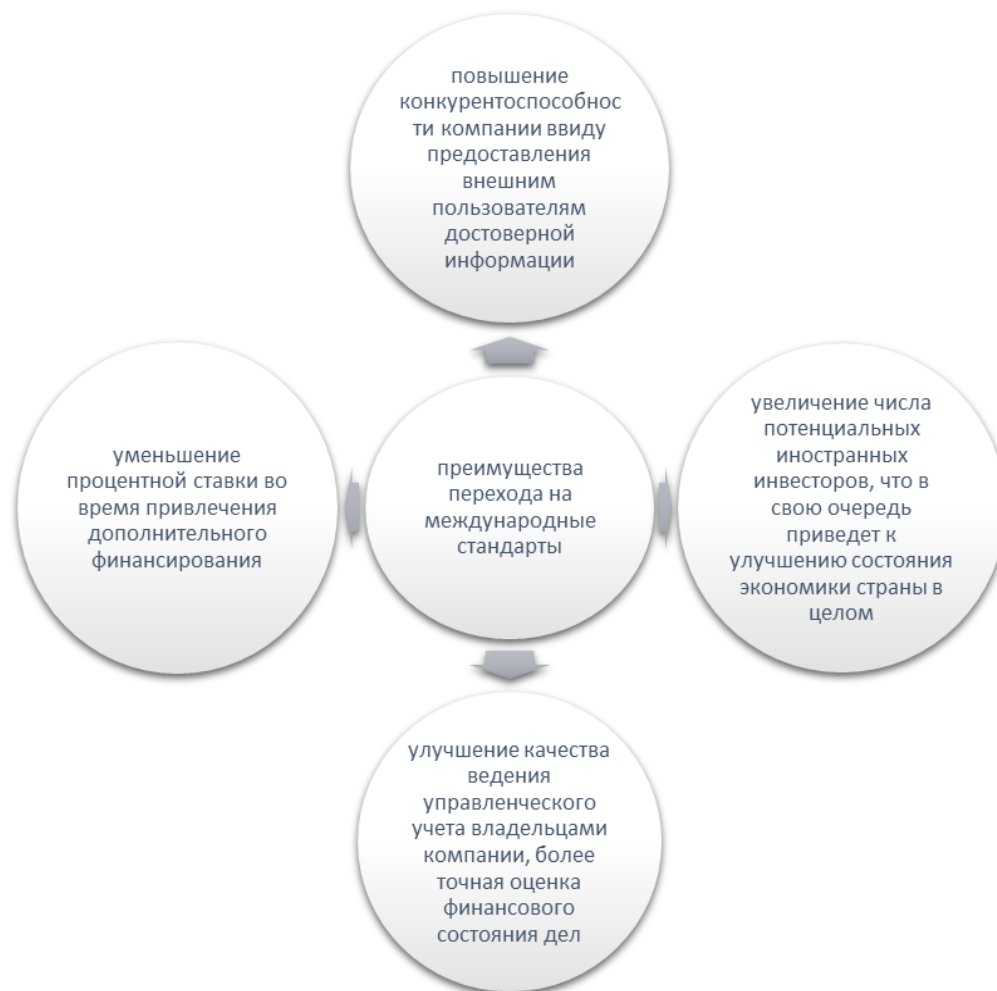 повышение
конкурентоспособнос
ти компании ввиду
предоставления
внешним
пользователям
достоверной
информации
уменьшение
процентной ставки во
время привлечения
дополнительного
финансирования
преимущества
перехода на
международные
стандарты
увеличение числа
потенциальных
иностранных
инвесторов, что в
свою очередь
приведет к
улучшению состояния
экономики страны в
целом
улучшение качества
ведения
управленческого
учета владельцами
компании, более
точная оценка
финансового
состояния дел